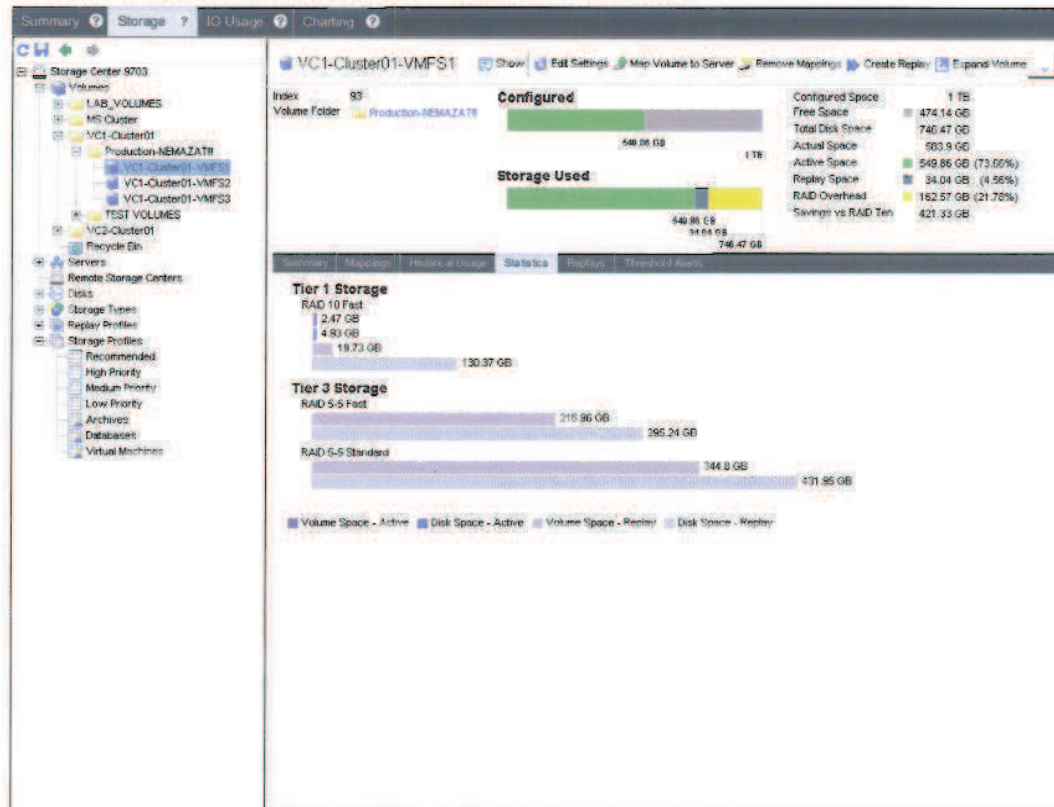 Summary ? Storage ? IO Usage ? Charting ?
Storage Center 9703
Volumes
LAB_VOLUMES
MS Cluster
VC1-Cluster01
Production-NEMAZAT!!!
VC1-Cluster01-VMFS1
VC1-Cluster01-VMFS2
VC1-Cluster01-VMFS3
TEST VOLUMES
VC2-Cluster01
Recycle Bin
Servers
Remote Storage Centers
Disks
Storage Types
Replay Profiles
Storage Profiles
Recommended
High Priority
Medium Priority
Low Priority
Archives
Databases
Virtual Machines
VC1-Cluster01-VMFS1 Show Edit Settings Map Volume to Server Remove Mappings Create Replay Expand Volume
Index 93
Volume Folder Production-NEMAZAT!!!
Configured
549.86 GB
1 TB
Storage Used
549.86 GB
34.04 GB
746.47 GB
Configured Space 1 TB
Free Space 474.14 GB
Total Disk Space 746.47 GB
Actual Space 583.9 GB
Active Space 549.86 GB (73.66%)
Replay Space 34.04 GB (4.56%)
RAID Overhead 162.57 GB (21.78%)
Savings vs RAID Ten 421.33 GB
Summary Mappings Historical Usage Statistics Replays Threshold Alerts
Tier 1 Storage
RAID 10 Fast
2.47 GB
4.93 GB
19.73 GB
130.37 GB
Tier 3 Storage
RAID 5-5 Fast
216.96 GB
295.24 GB
RAID 5-5 Standard
344.8 GB
431.95 GB
Volume Space - Active Disk Space - Active Volume Space - Replay Disk Space - Replay